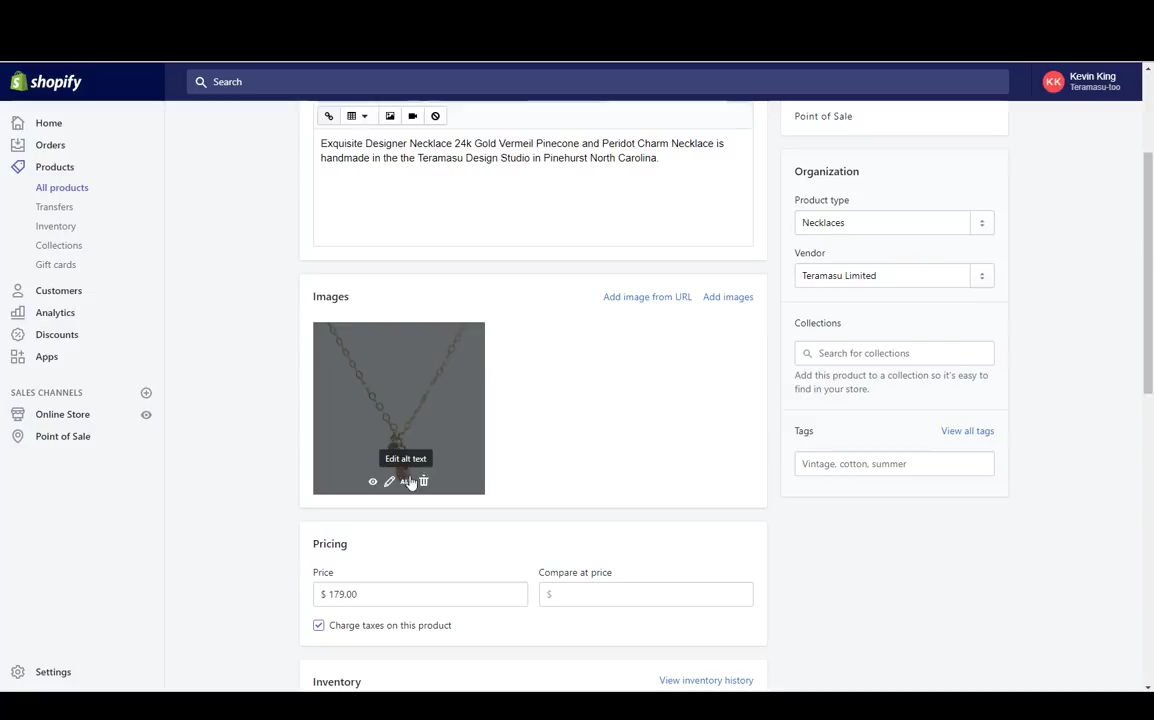 shopify
Search
KK
Kevin King
Teramasu-too
Home
Orders
Products
All products
Transfers
Inventory
Collections
Gift cards
Customers
Analytics
Discounts
Apps
SALES CHANNELS
Online Store
Point of Sale
Settings
Exquisite Designer Necklace 24k Gold Vermeil Pinecone and Peridot Charm Necklace is
handmade in the the Teramasu Design Studio in Pinehurst North Carolina.
Images
Add image from URL
Add images
Edit alt text
Pricing
Price
Compare at price
$ 179.00
$
Charge taxes on this product
Inventory
View inventory history
Point of Sale
Organization
Product type
Necklaces
Vendor
Teramasu Limited
Collections
Search for collections
Add this product to a collection so it's easy to
find in your store.
Tags
View all tags
Vintage, cotton, summer